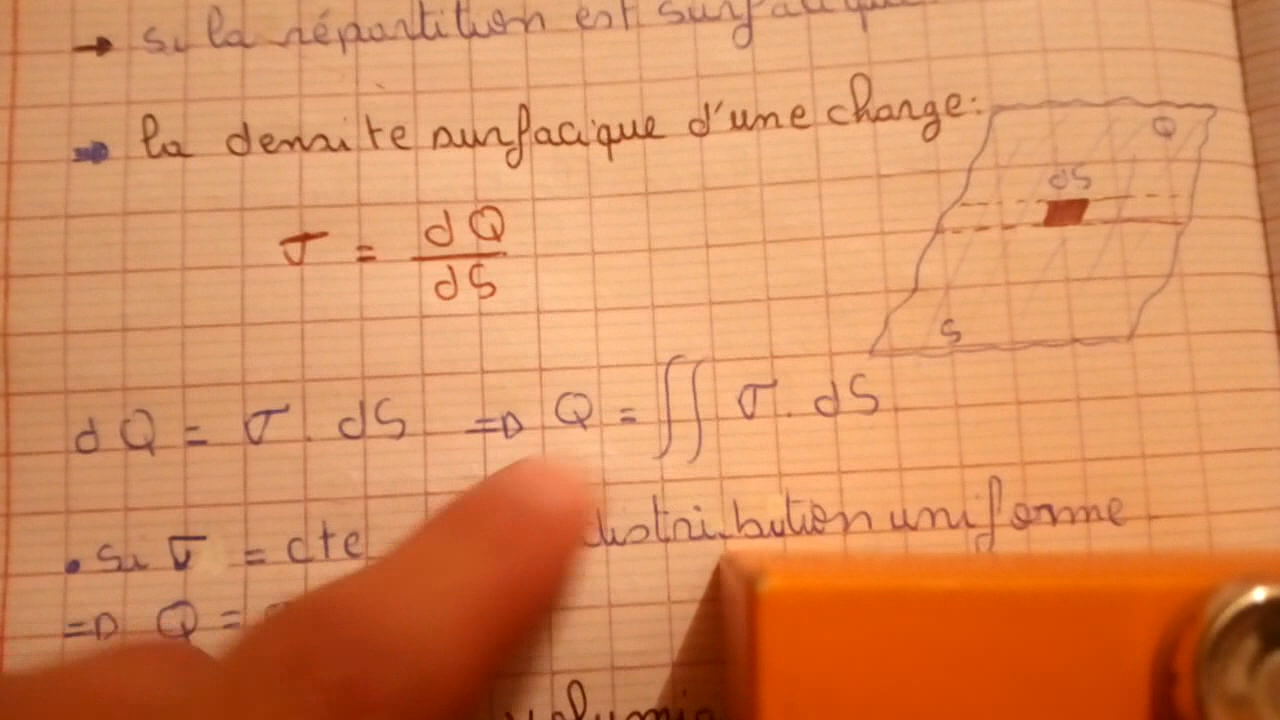 → si la répartition est surfacique
⇒ la densite surfacique d'une charge:
Q
dS
σ = dQ / dS
S
dQ = σ. dS => Q = ∬ σ. dS
• Si σ = cte distribution uniforme
=> Q =